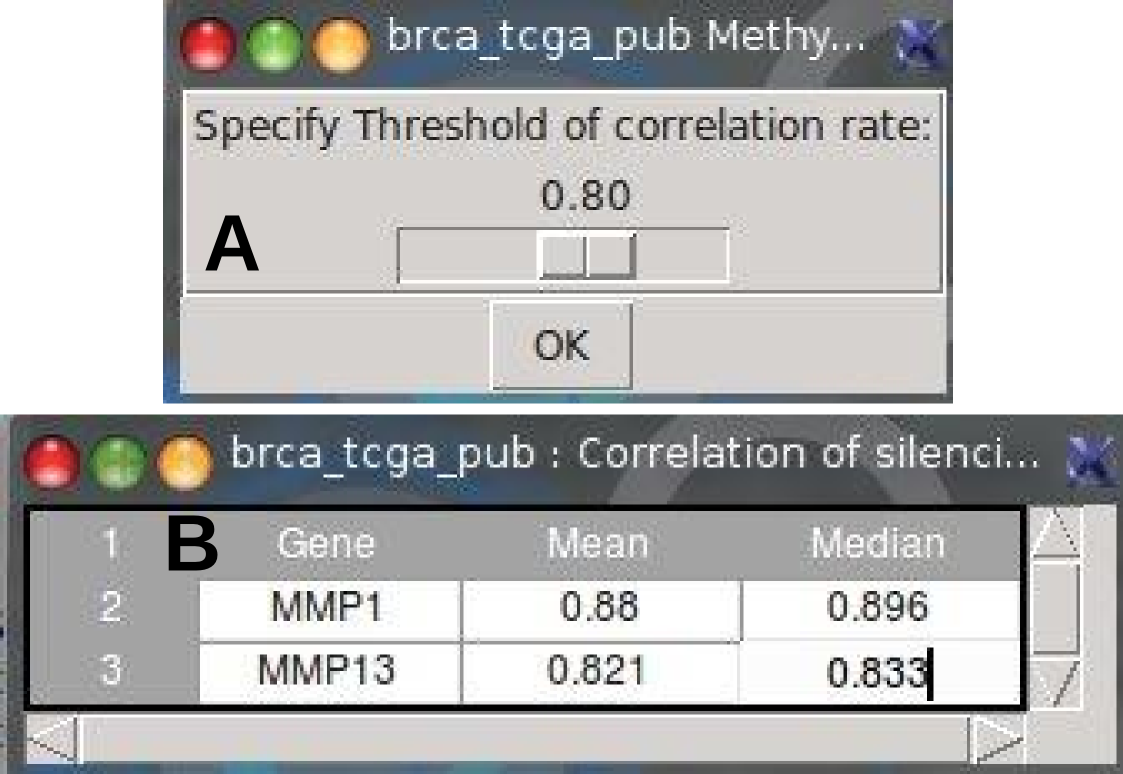 brca_tcga_pub Methy...
Specify Threshold of correlation rate:
0.80
A
OK
brca_tcga_pub : Correlation of silenci...
1 B Gene Mean Median
2 MMP1 0.88 0.896
3 MMP13 0.821 0.833